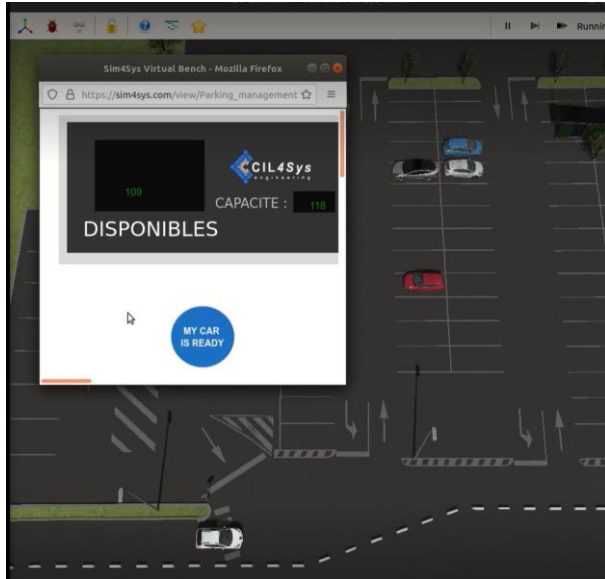 Running
Sim4Sys Virtual Bench - Mozilla Firefox
https://sim4sys.com/view/Parking_management
CIL4Sys
engineering
109
CAPACITE : 118
DISPONIBLES
MY CAR
IS READY